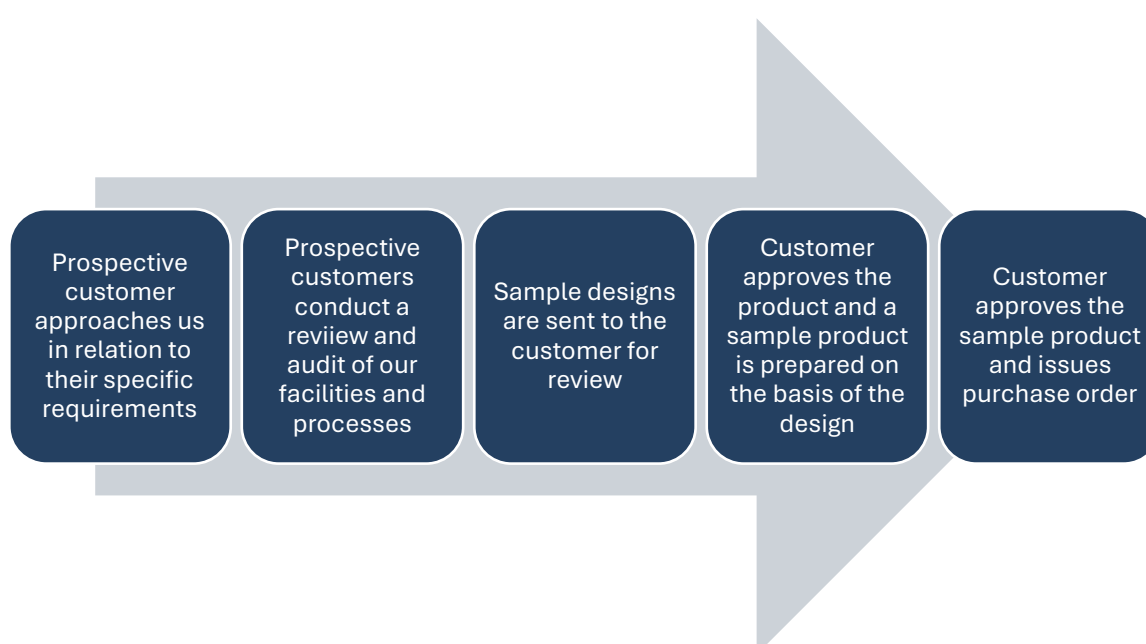 Prospective
customer
approaches us
in relation to
their specific
requirements
Prospective
customers
conduct a
reviiew and
audit of our
facilities and
processes
Sample designs
are sent to the
customer for
review
Customer
approves the
product and a
sample product
is prepared on
the basis of the
design
Customer
approves the
sample product
and issues
purchase order